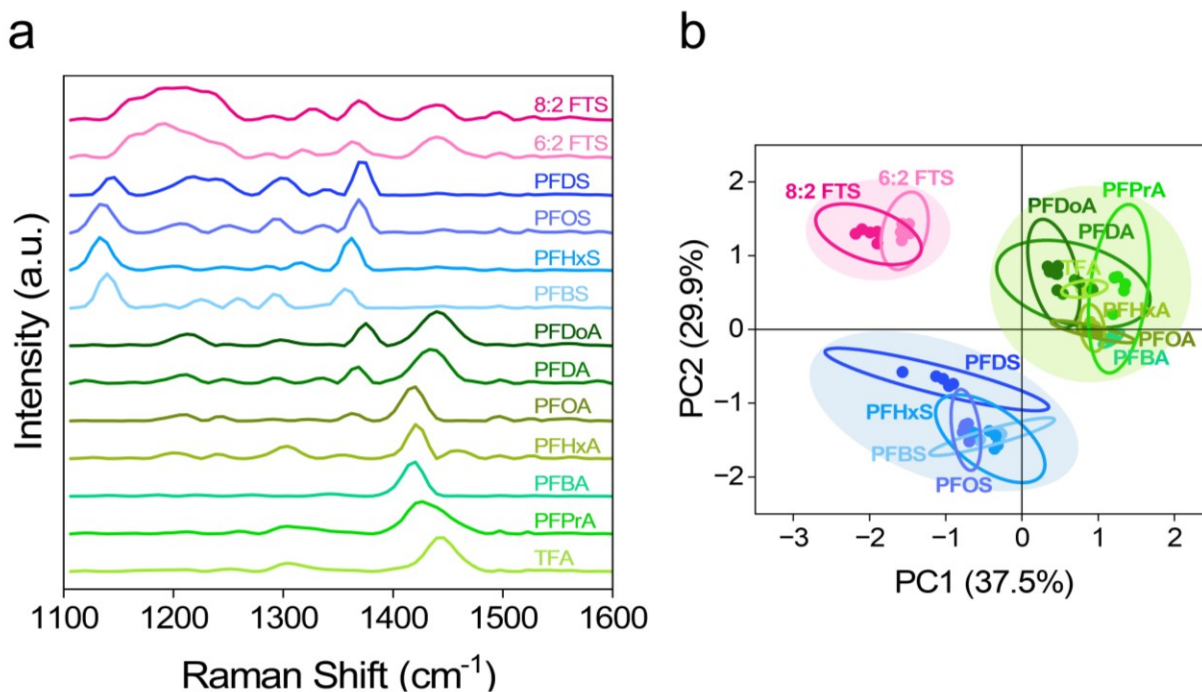 a
8:2 FTS
6:2 FTS
PFDS
PFOS
PFHxS
PFBS
PFDoA
PFDA
PFOA
PFHxA
PFBA
PFPrA
TFA
Intensity (a.u.)
1100 1200 1300 1400 1500 1600
Raman Shift (cm⁻¹)
b
2
1
0
−1
−2
PC2 (29.9%)
8:2 FTS
6:2 FTS
PFPrA
PFDoA
PFDA
TFA
PFHxA
PFOA
PFBA
PFDS
PFHxS
PFBS
PFOS
−3 −2 −1 0 1 2
PC1 (37.5%)